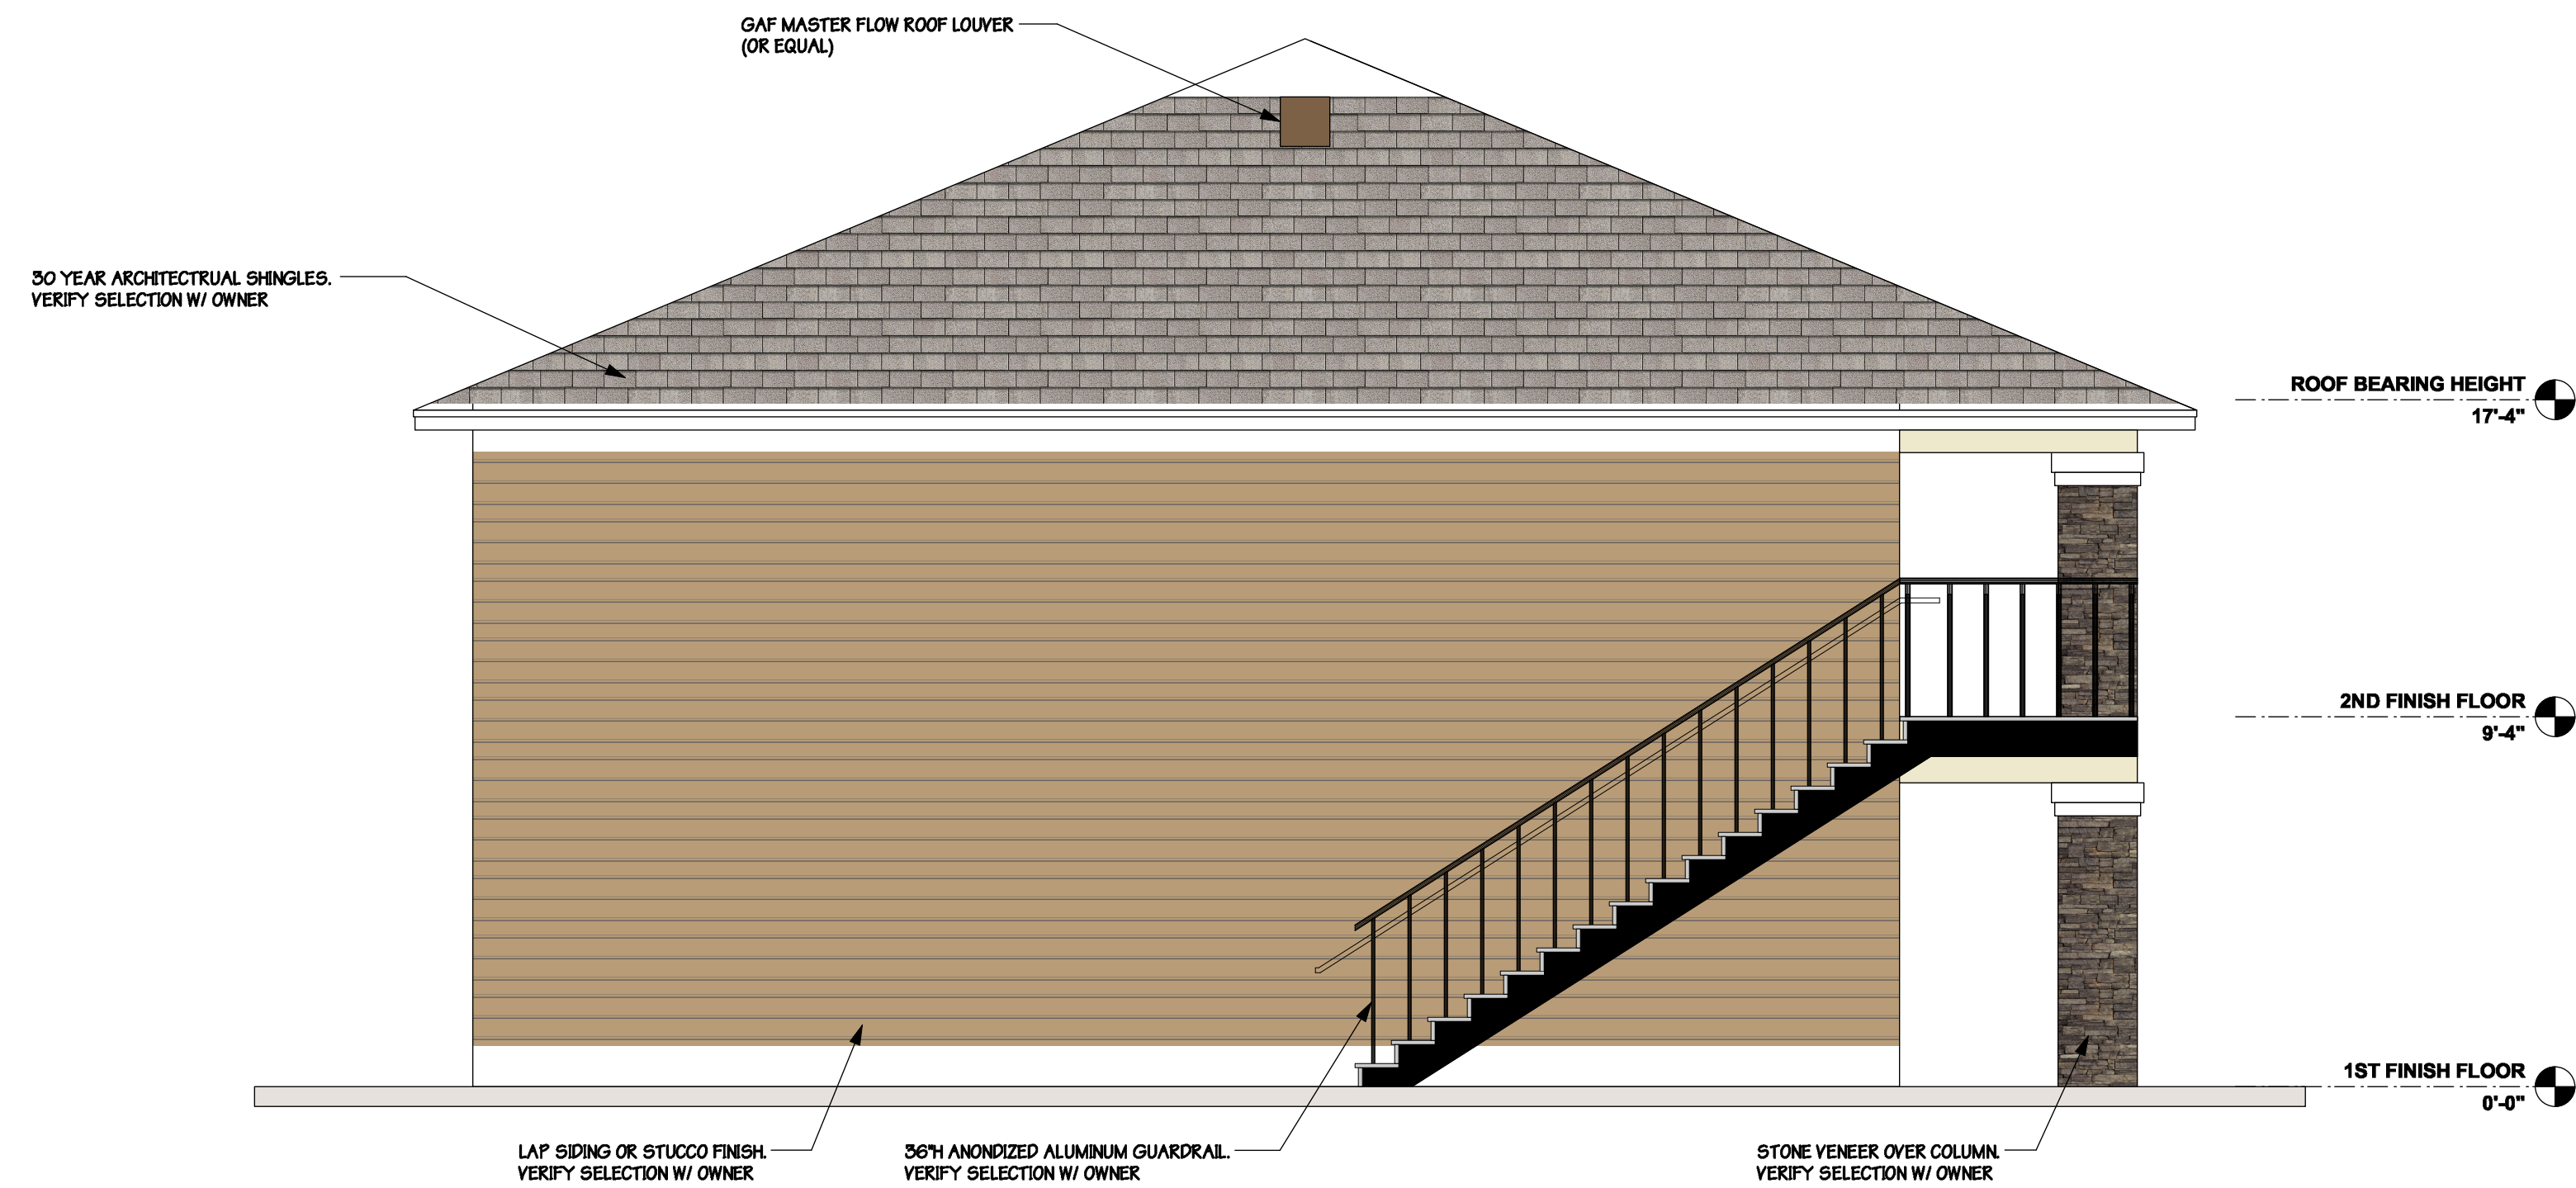 GAF MASTER FLOW ROOF LOUVER
(OR EQUAL)
30 YEAR ARCHITECTRUAL SHINGLES.
VERIFY SELECTION W/ OWNER
ROOF BEARING HEIGHT
17'-4"
2ND FINISH FLOOR
9'-4"
1ST FINISH FLOOR
0'-0"
LAP SIDING OR STUCCO FINISH.
VERIFY SELECTION W/ OWNER
36"H ANONDIZED ALUMINUM GUARDRAIL.
VERIFY SELECTION W/ OWNER
STONE VENEER OVER COLUMN.
VERIFY SELECTION W/ OWNER